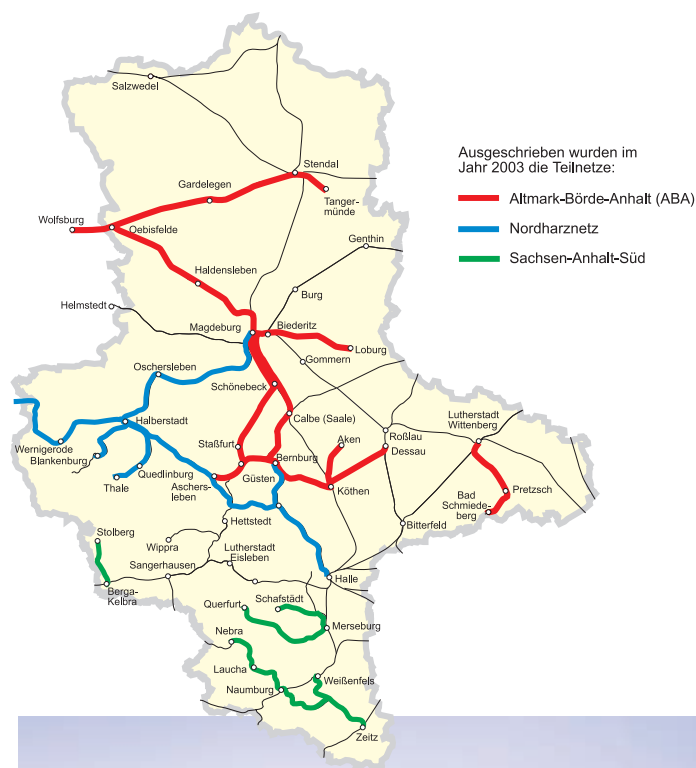 Salzwedel
Stendal
Ausgeschrieben wurden im
Jahr 2003 die Teilnetze:
Altmark-Börde-Anhalt (ABA)
Nordharznetz
Sachsen-Anhalt-Süd
Gardelegen
Tanger-
münde
Wolfsburg
Oebisfelde
Genthin
Haldensleben
Burg
Helmstedt
Magdeburg
Biederitz
Loburg
Gommern
Oschersleben
Schönebeck
Halberstadt
Calbe (Saale)
Lutherstadt
Wittenberg
Wernigerode
Blankenburg
Staßfurt
Aken
Roßlau
Dessau
Bernburg
Thale
Quedlinburg
Aschers-
leben
Güsten
Köthen
Pretzsch
Bad
Schmiede-
berg
Hettstedt
Bitterfeld
Stolberg
Wippra
Lutherstadt
Eisleben
Sangerhausen
Halle
Berga-
Kelbra
Querfurt
Schafstädt
Merseburg
Nebra
Laucha
Weißenfels
Naumburg
Zeitz